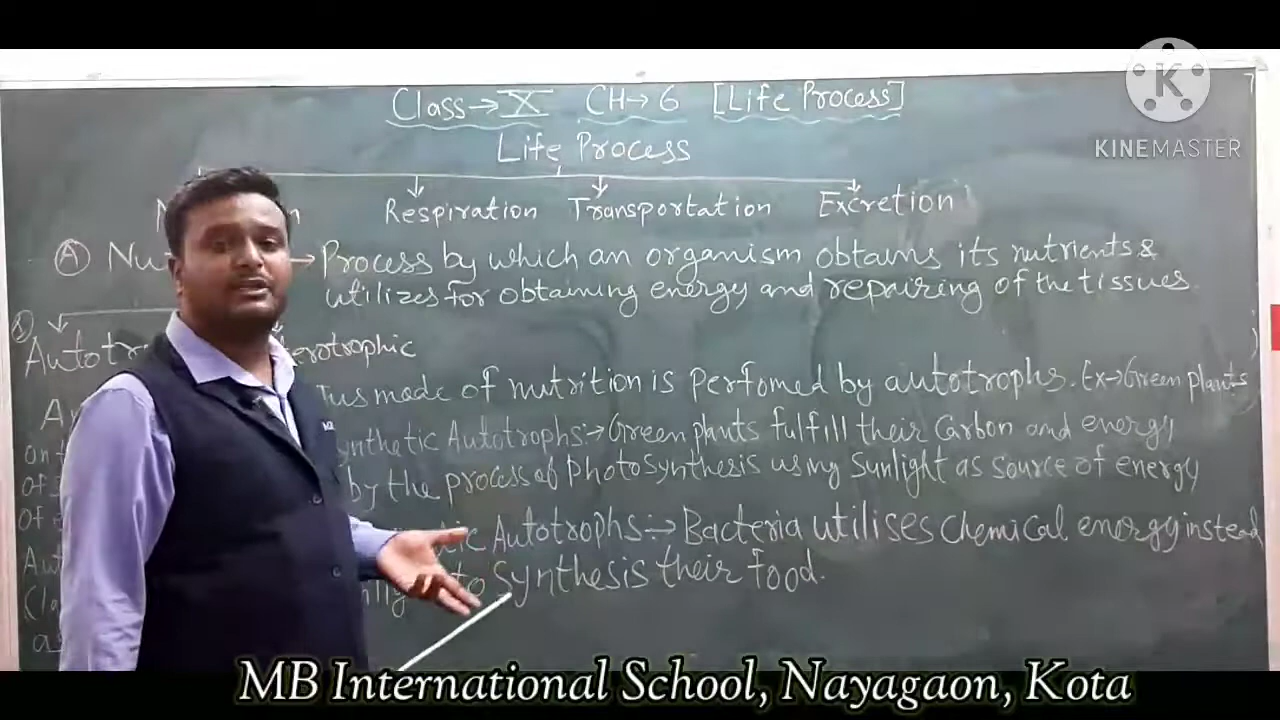 Class→X CH→6 [Life Process]
K
KINEMASTER
Life Process
Respiration Transportation Excretion
(A) Nu → Process by which an organism obtains its nutrients &
utilizes for obtaining energy and repairing of the tissues.
Autotr erotrophic
mode of nutrition is perfomed by autotrophs. Ex→Green plants
ynthetic Autotrophs:→ Green plants fulfill their Carbon and energy
by the process of photosynthesis using Sunlight as source of energy
Autotrophs:→ Bacteria utilises Chemical energy instead
to synthesis their food.
MB International School, Nayagaon, Kota